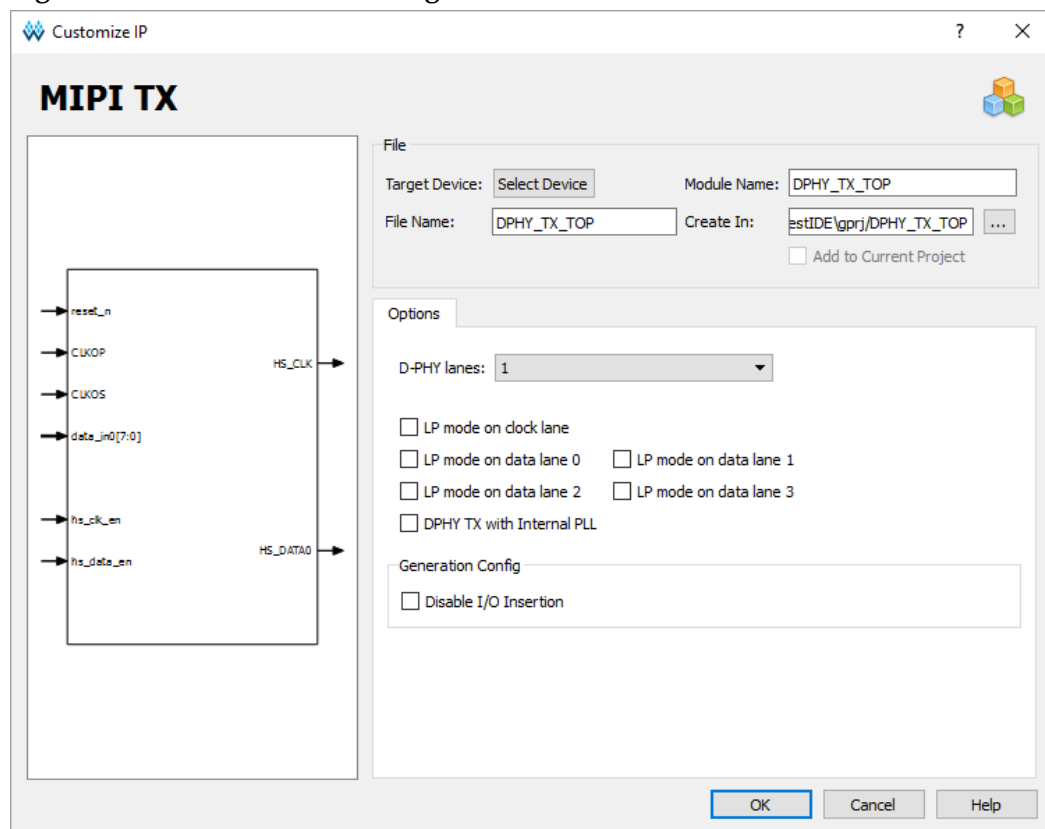 Customize IP
?
MIPI TX
File
Target Device: Select Device Module Name: DPHY_TX_TOP
File Name: DPHY_TX_TOP Create In: estIDE\gprj/DPHY_TX_TOP ...
Add to Current Project
reset_n
CLKOP
HS_CLK
CLKOS
data_in0[7:0]
hs_clk_en
HS_DATA0
hs_data_en
Options
D-PHY lanes: 1
LP mode on clock lane
LP mode on data lane 0 LP mode on data lane 1
LP mode on data lane 2 LP mode on data lane 3
DPHY TX with Internal PLL
Generation Config
Disable I/O Insertion
OK Cancel Help